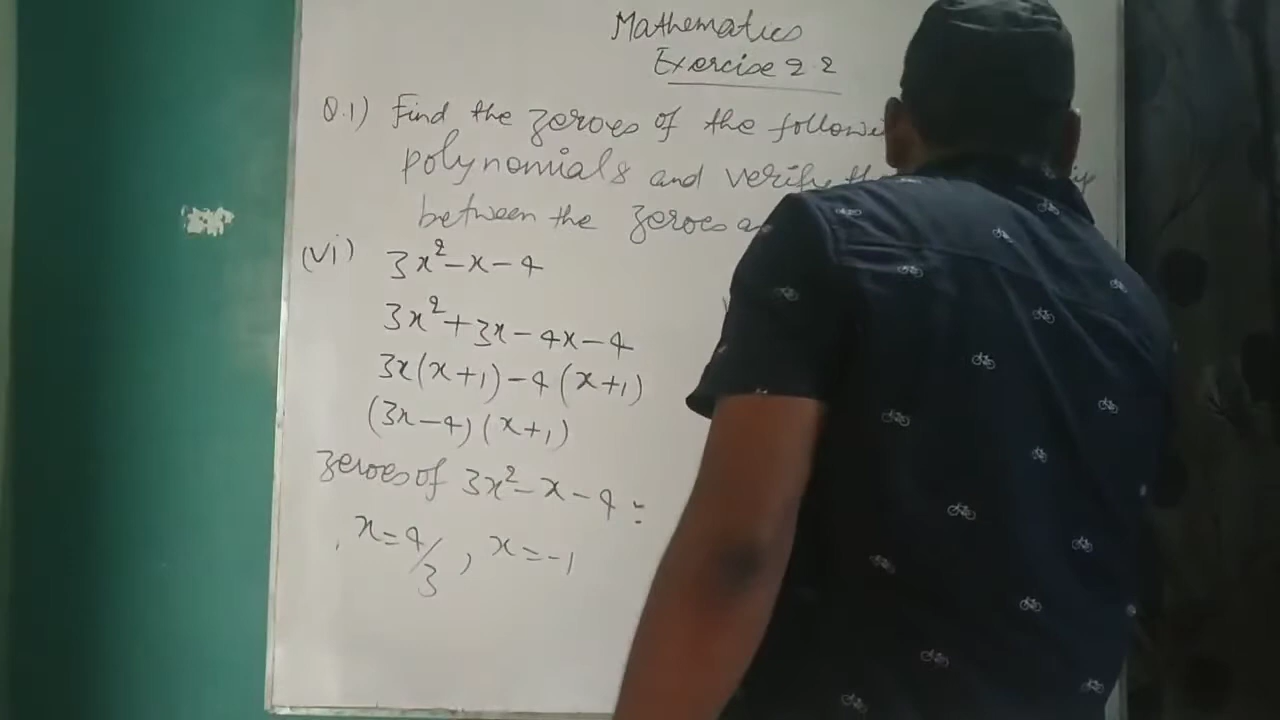 Mathematics
Exercise 2.2
Q.1) Find the zeroes of the
polynomials and verify
between the zeroes
(vi) 3x²-x-4
3x²+3x-4x-4
3x(x+1)-4(x+1)
(3x-4)(x+1)
zeroes of 3x²-x-4 =
x=4/3, x=-1